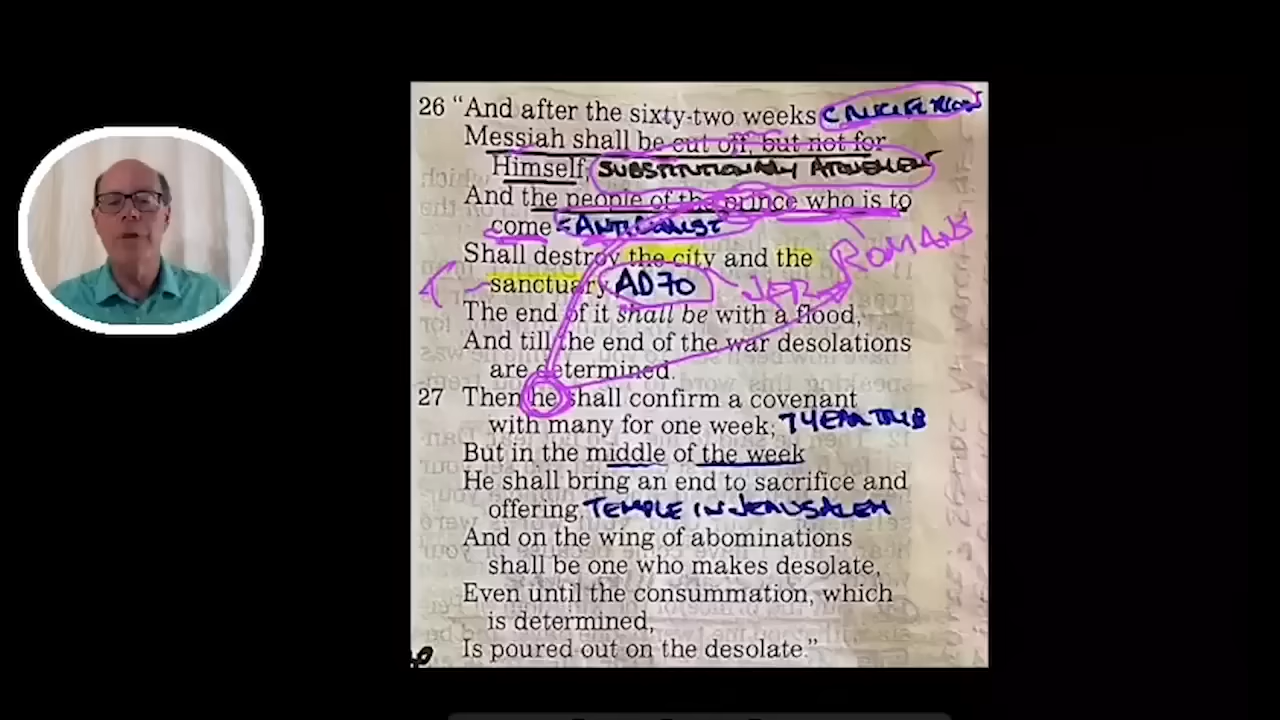 26 "And after the sixty-two weeks CRUCIFIXION
Messiah shall be cut off, but not for
Himself; SUBSTITUTIONARY ATONEMENT
And the people of the prince who is to
come = ANTICHRIST
Shall destroy the city and the ROMANS
sanctuary. AD70 JER
The end of it shall be with a flood,
And till the end of the war desolations
are determined.
27 Then he shall confirm a covenant
with many for one week; 7 YEAR TRIB
But in the middle of the week
He shall bring an end to sacrifice and
offering. TEMPLE IN JERUSALEM
And on the wing of abominations
shall be one who makes desolate,
Even until the consummation, which
is determined,
Is poured out on the desolate."